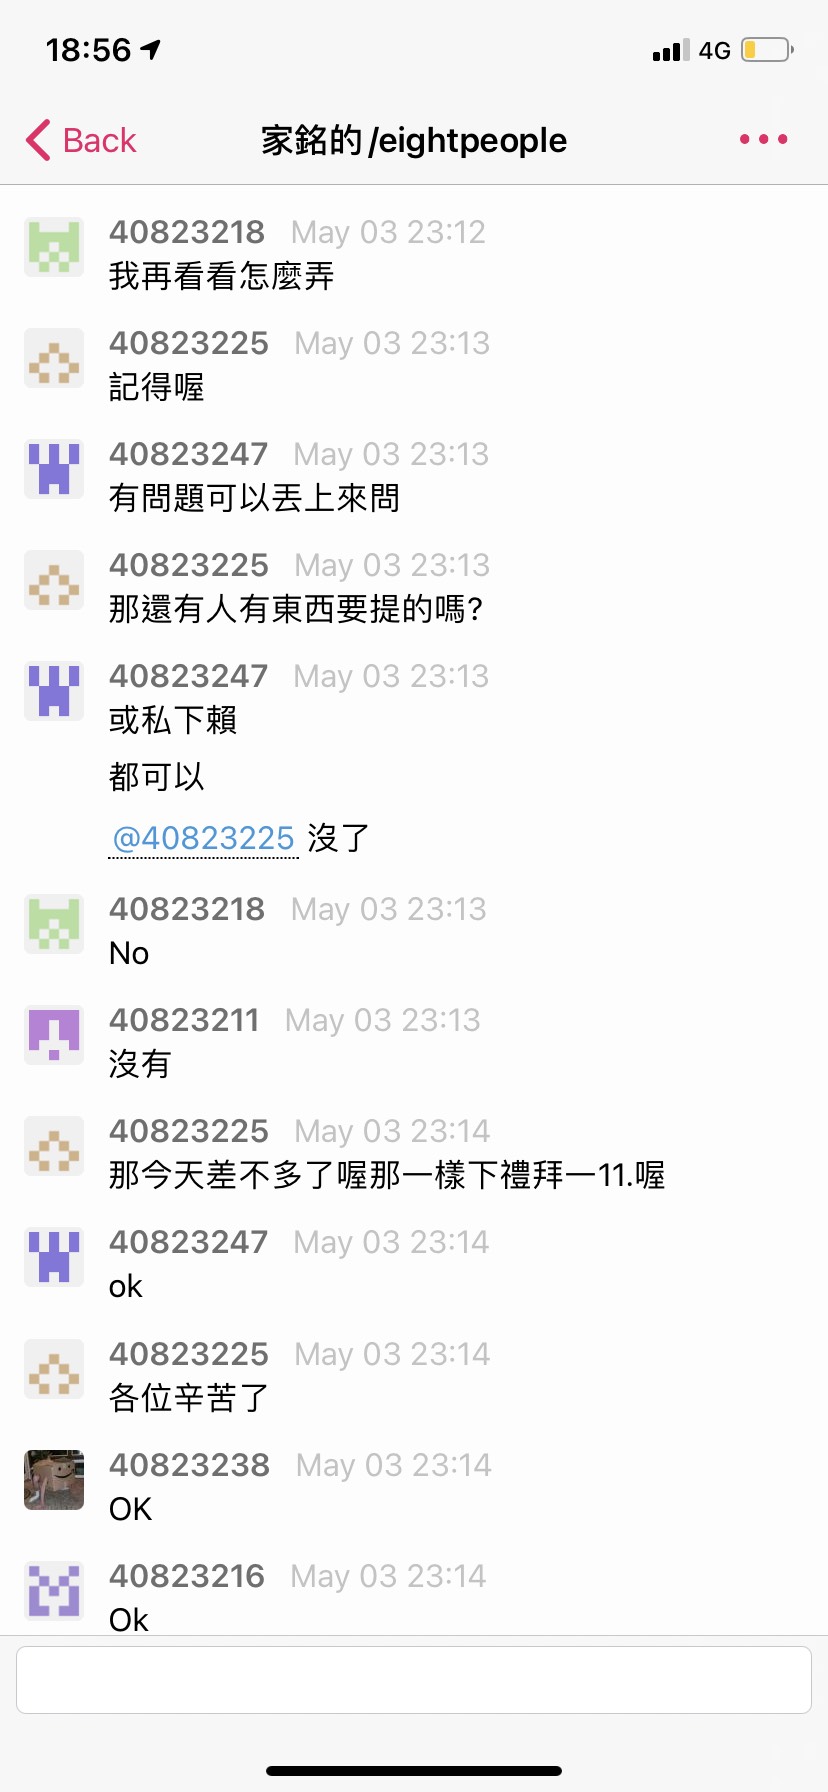 18:56
4G
Back
家銘的/eightpeople
40823218 May 03 23:12
我再看看怎麼弄
40823225 May 03 23:13
記得喔
40823247 May 03 23:13
有問題可以丟上來問
40823225 May 03 23:13
那還有人有東西要提的嗎?
40823247 May 03 23:13
或私下賴
都可以
@40823225 沒了
40823218 May 03 23:13
No
40823211 May 03 23:13
沒有
40823225 May 03 23:14
那今天差不多了喔那一樣下禮拜一11.喔
40823247 May 03 23:14
ok
40823225 May 03 23:14
各位辛苦了
40823238 May 03 23:14
OK
40823216 May 03 23:14
Ok